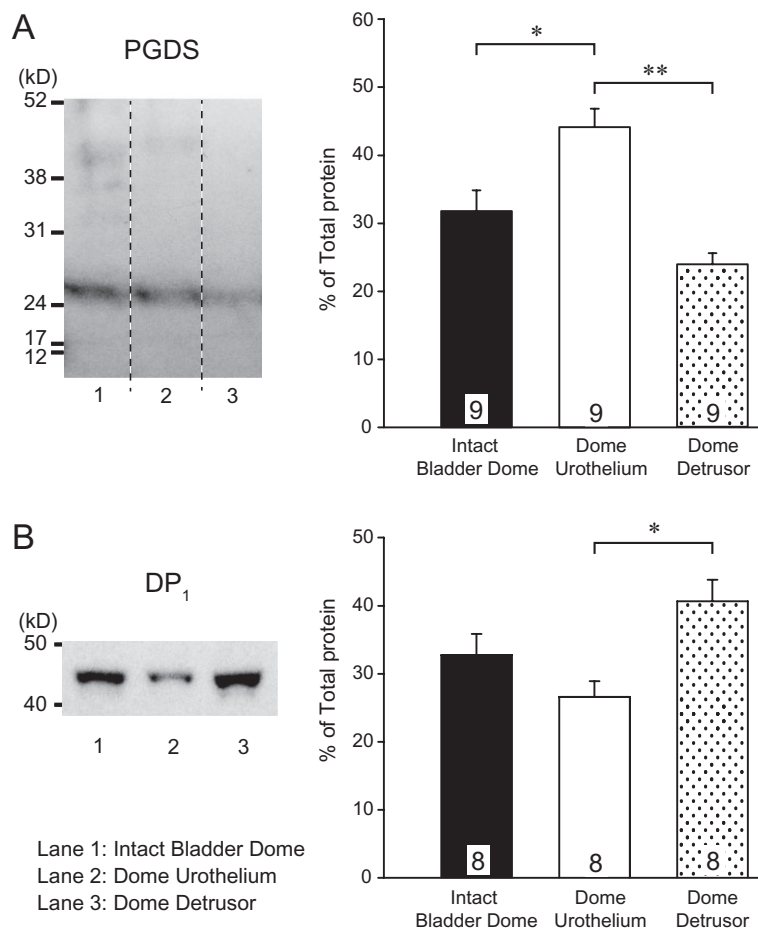 A
PGDS
(kD)
52
38
31
24
17
12
1 2 3
% of Total protein
60
50
40
30
20
10
0
*
**
9 9 9
Intact
Bladder Dome
Dome
Urothelium
Dome
Detrusor
B
DP1
(kD)
50
40
1 2 3
Lane 1: Intact Bladder Dome
Lane 2: Dome Urothelium
Lane 3: Dome Detrusor
% of Total protein
50
40
30
20
10
0
*
8 8 8
Intact
Bladder Dome
Dome
Urothelium
Dome
Detrusor